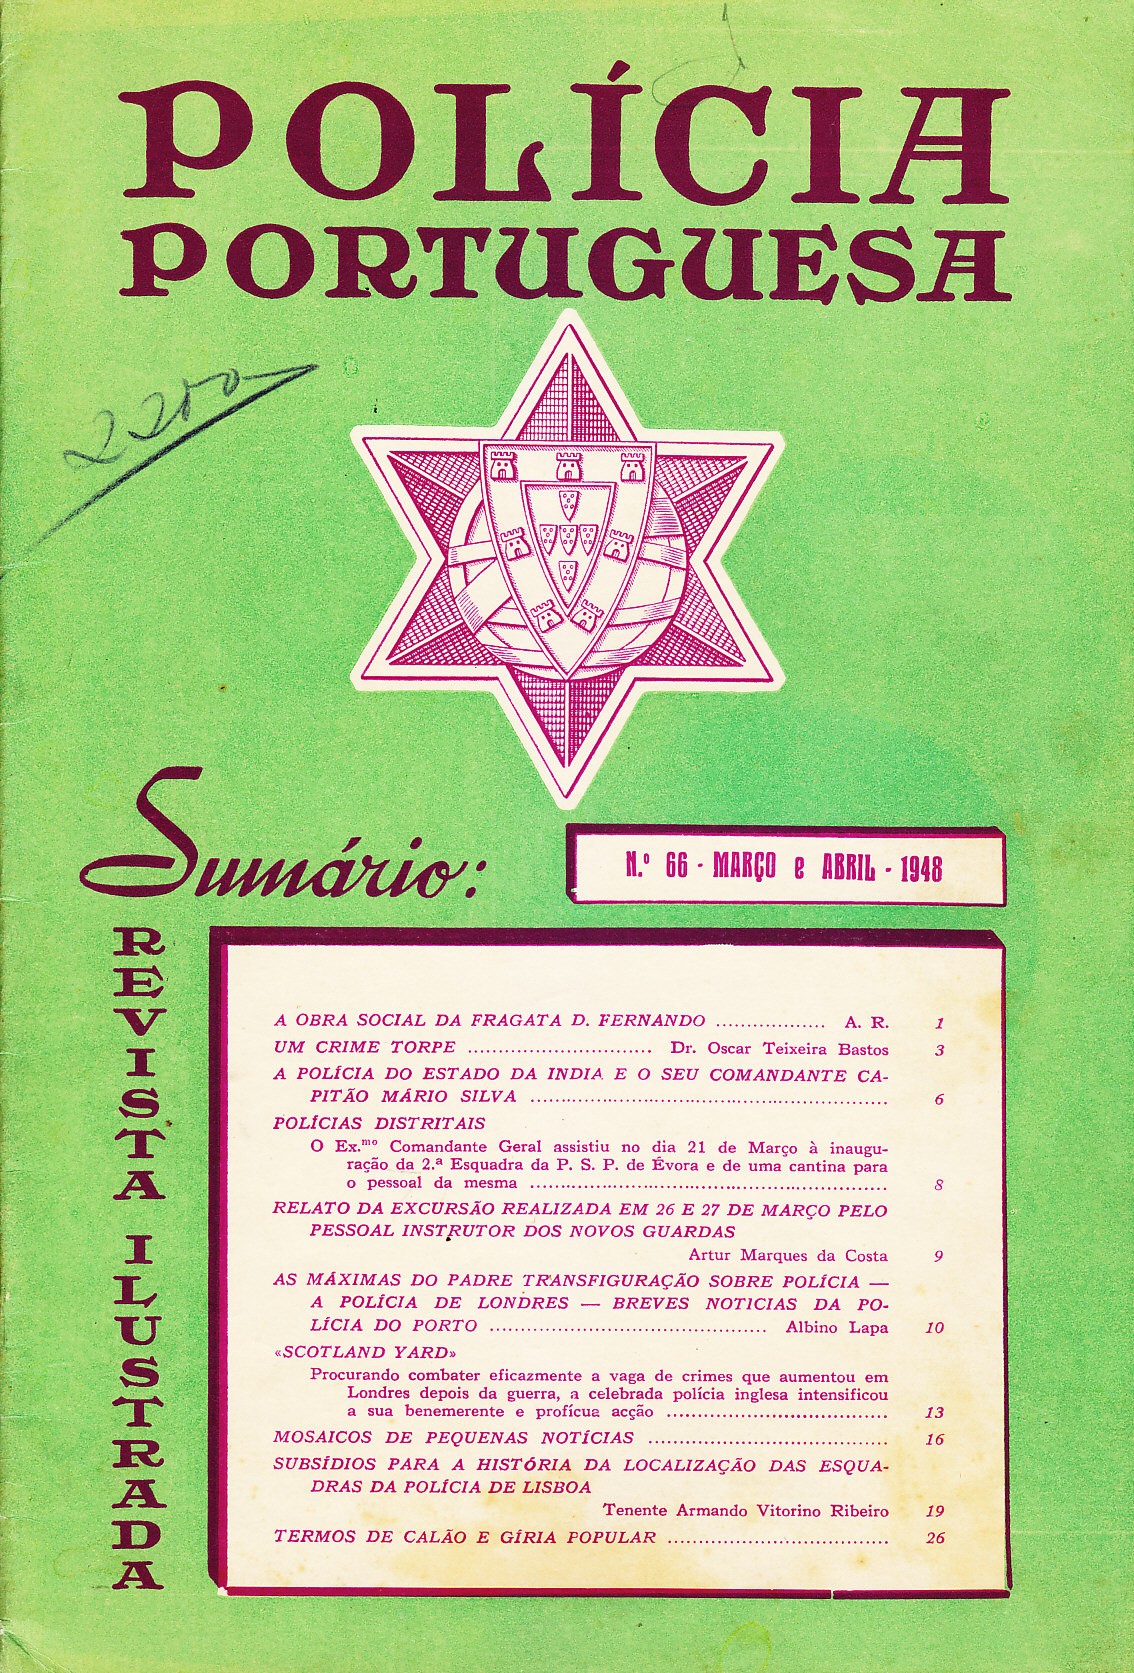 POLÍCIA
PORTUGUESA
Sumário:
N.º 66 - MARÇO e ABRIL - 1948
REVISTA ILUSTRADA
A OBRA SOCIAL DA FRAGATA D. FERNANDO .................. A. R. 1
UM CRIME TORPE .............................. Dr. Oscar Teixeira Bastos 3
A POLÍCIA DO ESTADO DA INDIA E O SEU COMANDANTE CA-
PITÃO MÁRIO SILVA .......................................................... 6
POLÍCIAS DISTRITAIS
O Ex.mo Comandante Geral assistiu no dia 21 de Março à inaugu-
ração da 2.ª Esquadra da P. S. P. de Évora e de uma cantina para
o pessoal da mesma .......................................................... 8
RELATO DA EXCURSÃO REALIZADA EM 26 E 27 DE MARÇO PELO
PESSOAL INSTRUTOR DOS NOVOS GUARDAS
Artur Marques da Costa 9
AS MÁXIMAS DO PADRE TRANSFIGURAÇÃO SOBRE POLÍCIA —
A POLÍCIA DE LONDRES — BREVES NOTICIAS DA PO-
LÍCIA DO PORTO ............................................. Albino Lapa 10
«SCOTLAND YARD»
Procurando combater eficazmente a vaga de crimes que aumentou em
Londres depois da guerra, a celebrada polícia inglesa intensificou
a sua benemerente e profícua acção .................................... 13
MOSAICOS DE PEQUENAS NOTÍCIAS ....................................... 16
SUBSÍDIOS PARA A HISTÓRIA DA LOCALIZAÇÃO DAS ESQUA-
DRAS DA POLÍCIA DE LISBOA
Tenente Armando Vitorino Ribeiro 19
TERMOS DE CALÃO E GÍRIA POPULAR .................................... 26